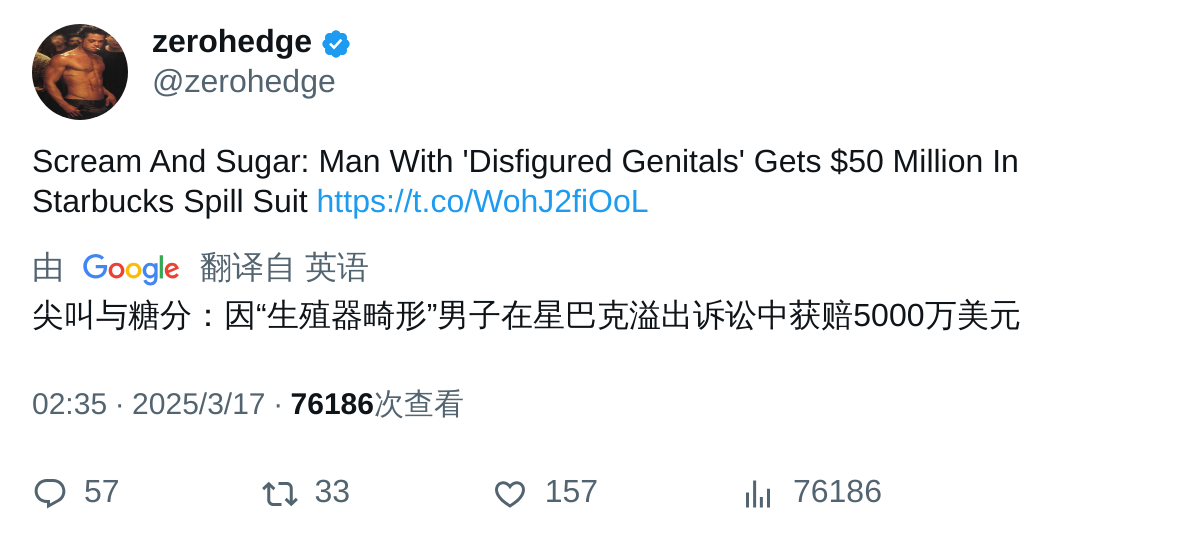 zerohedge
@zerohedge
Scream And Sugar: Man With 'Disfigured Genitals' Gets $50 Million In
Starbucks Spill Suit https://t.co/WohJ2fiOoL
由 Google 翻译自 英语
尖叫与糖分：因“生殖器畸形”男子在星巴克溢出诉讼中获赔5000万美元
02:35 · 2025/3/17 · 76186次查看
57 33 157 76186